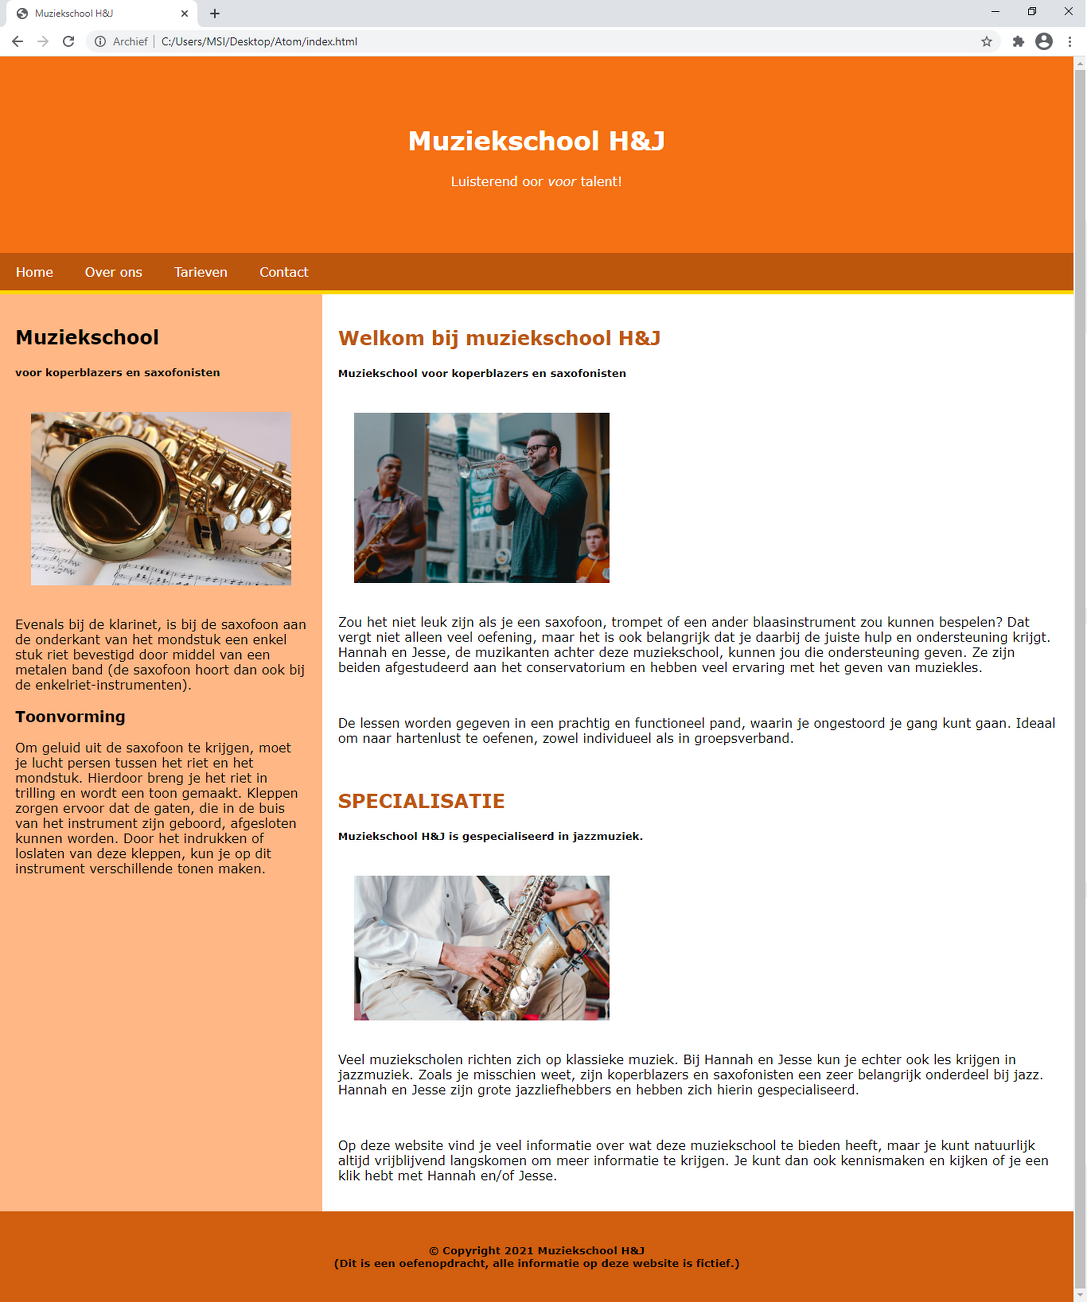 Muziekschool H&J
Archief
C:/Users/MSI/Desktop/Atom/index.html
Muziekschool H&J
Luisterend oor voor talent!
Home Over ons Tarieven Contact
Muziekschool
voor koperblazers en saxofonisten
Evenals bij de klarinet, is bij de saxofoon aan
de onderkant van het mondstuk een enkel
stuk riet bevestigd door middel van een
metalen band (de saxofoon hoort dan ook bij
de enkelriet-instrumenten).
Toonvorming
Om geluid uit de saxofoon te krijgen, moet
je lucht persen tussen het riet en het
mondstuk. Hierdoor breng je het riet in
trilling en wordt een toon gemaakt. Kleppen
zorgen ervoor dat de gaten, die in de buis
van het instrument zijn geboord, afgesloten
kunnen worden. Door het indrukken of
loslaten van deze kleppen, kun je op dit
instrument verschillende tonen maken.
Welkom bij muziekschool H&J
Muziekschool voor koperblazers en saxofonisten
Zou het niet leuk zijn als je een saxofoon, trompet of een ander blaasinstrument zou kunnen bespelen? Dat
vergt niet alleen veel oefening, maar het is ook belangrijk dat je daarbij de juiste hulp en ondersteuning krijgt.
Hannah en Jesse, de muzikanten achter deze muziekschool, kunnen jou die ondersteuning geven. Ze zijn
beiden afgestudeerd aan het conservatorium en hebben veel ervaring met het geven van muziekles.
De lessen worden gegeven in een prachtig en functioneel pand, waarin je ongestoord je gang kunt gaan. Ideaal
om naar hartenlust te oefenen, zowel individueel als in groepsverband.
SPECIALISATIE
Muziekschool H&J is gespecialiseerd in jazzmuziek.
Veel muziekscholen richten zich op klassieke muziek. Bij Hannah en Jesse kun je echter ook les krijgen in
jazzmuziek. Zoals je misschien weet, zijn koperblazers en saxofonisten een zeer belangrijk onderdeel bij jazz.
Hannah en Jesse zijn grote jazzliefhebbers en hebben zich hierin gespecialiseerd.
Op deze website vind je veel informatie over wat deze muziekschool te bieden heeft, maar je kunt natuurlijk
altijd vrijblijvend langskomen om meer informatie te krijgen. Je kunt dan ook kennismaken en kijken of je een
klik hebt met Hannah en/of Jesse.
© Copyright 2021 Muziekschool H&J
(Dit is een oefenopdracht, alle informatie op deze website is fictief.)